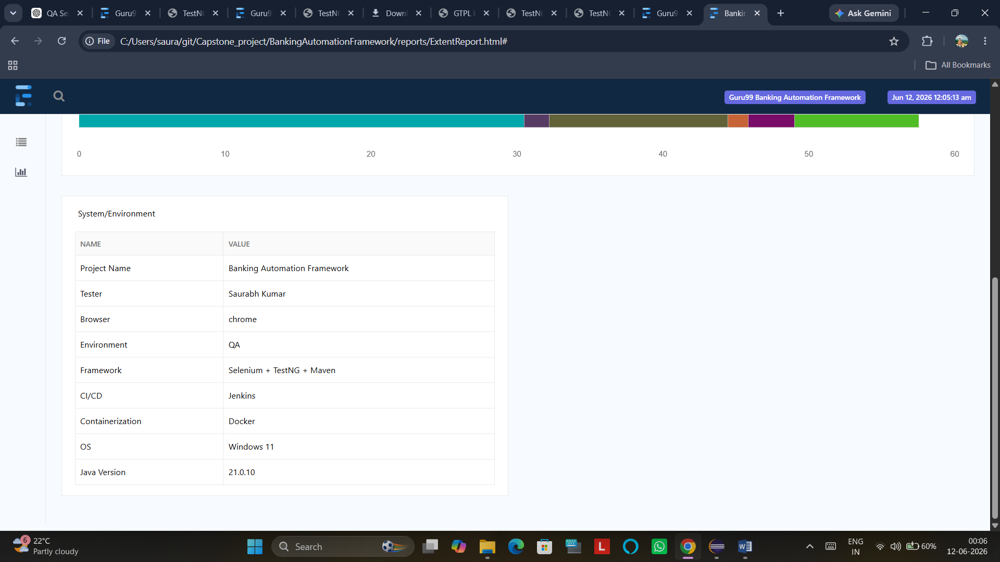 QA Se
Guru9
TestN
Guru9
TestN
Down
GTPL
TestN
TestN
Guru9
Bankin
Ask Gemini
File
C:/Users/saura/git/Capstone_project/BankingAutomationFramework/reports/ExtentReport.html#
All Bookmarks
Guru99 Banking Automation Framework
Jun 12, 2026 12:05:13 am
0 10 20 30 40 50 60
System/Environment
NAME VALUE
Project Name Banking Automation Framework
Tester Saurabh Kumar
Browser chrome
Environment QA
Framework Selenium + TestNG + Maven
CI/CD Jenkins
Containerization Docker
OS Windows 11
Java Version 21.0.10
6
22°C
Partly cloudy
Search
L
ENG
IN
60%
00:06
12-06-2026